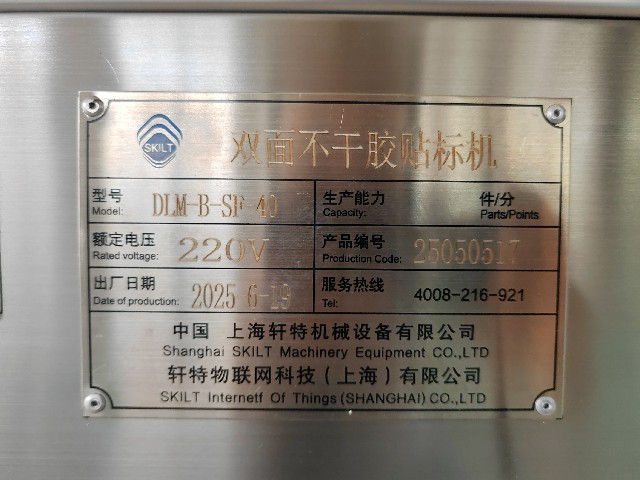 SKILT
双面不干胶贴标机
型号 Model: DLM-B-SF 40
生产能力 Capacity: 件/分 Parts/Points
额定电压 Rated voltage: 220V
产品编号 Production Code: 25050517
出厂日期 Date of production: 2025 6-19
服务热线 Tel: 4008-216-921
中国 上海轩特机械设备有限公司
Shanghai SKILT Machinery Equipment CO.,LTD
轩特物联网科技(上海)有限公司
SKILT Internetf Of Things(SHANGHAI)CO.,LTD